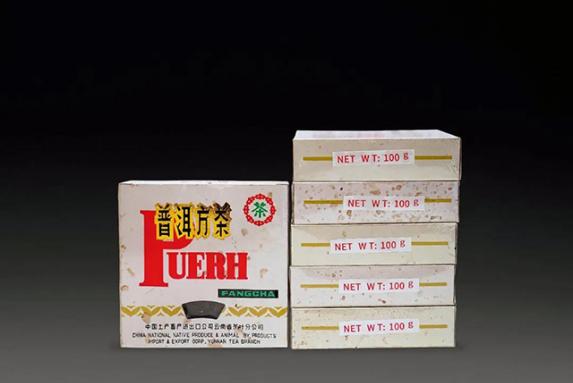 普洱方茶
茶
PUERH
FANGCHA
中国土产畜产进出口公司云南省茶叶分公司
CHINA NATIONAL NATIVE PRODUCE & ANIMAL BY PRODUCTS
IMPORT & EXPORT CORP, YUNNAN TEA BRANCH
NET WT: 100 g
NET WT: 100 g
NET WT: 100 g
NET WT: 100 g
NET WT: 100 g